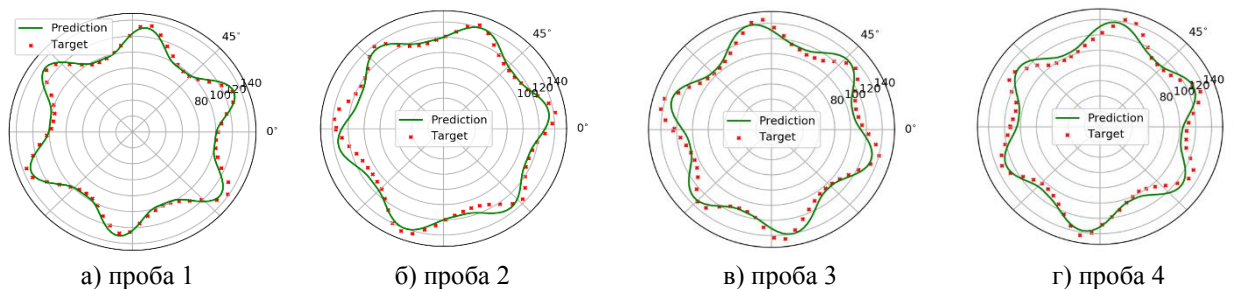 Prediction
Target
45°
80 100 120 140
0°
а) проба 1
Prediction
Target
45°
100 120 140
0°
б) проба 2
Prediction
Target
45°
80 100 120 140
0°
в) проба 3
Prediction
Target
45°
80 100 120 140
0°
г) проба 4